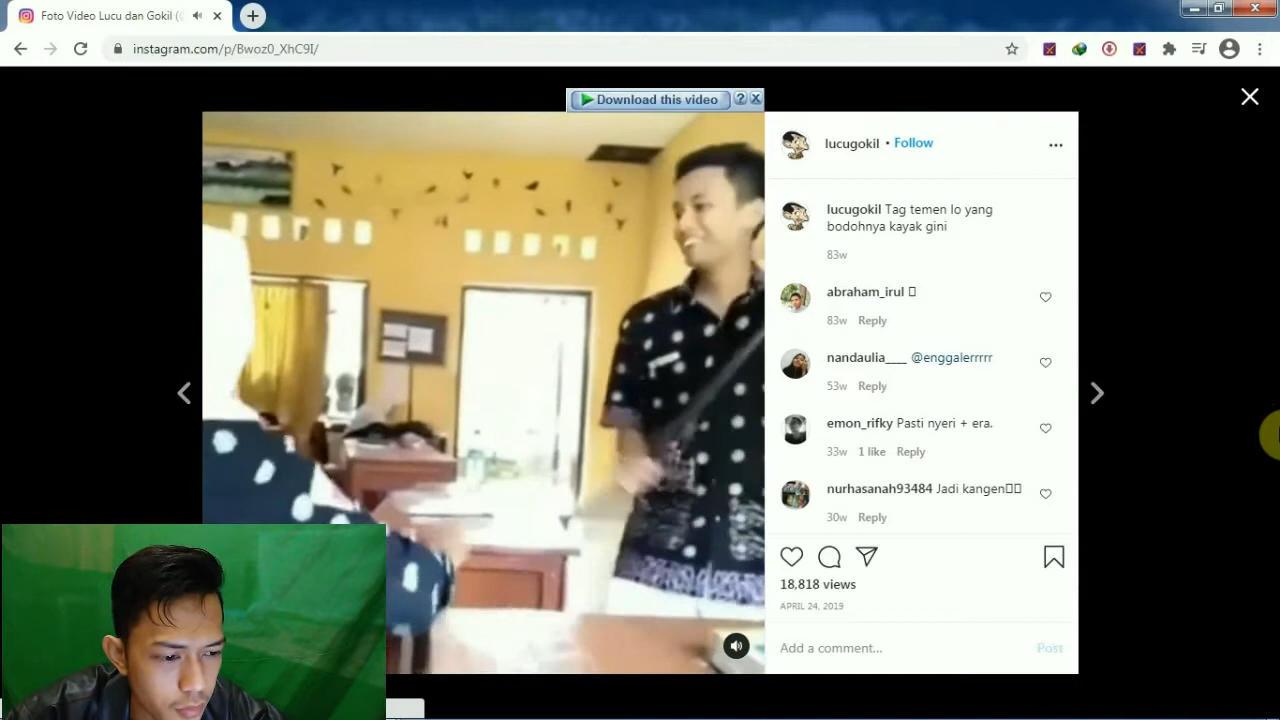 Foto Video Lucu dan Gokil (
instagram.com/p/Bwoz0_XhC9I/
Download this video ? X
lucugokil • Follow
lucugokil Tag temen lo yang
bodohnya kayak gini
83w
abraham_irul
83w Reply
nandaulia____ @enggalerrrrr
53w Reply
emon_rifky Pasti nyeri + era.
33w 1 like Reply
nurhasanah93484 Jadi kangen
30w Reply
18,818 views
APRIL 24, 2019
Add a comment... Post